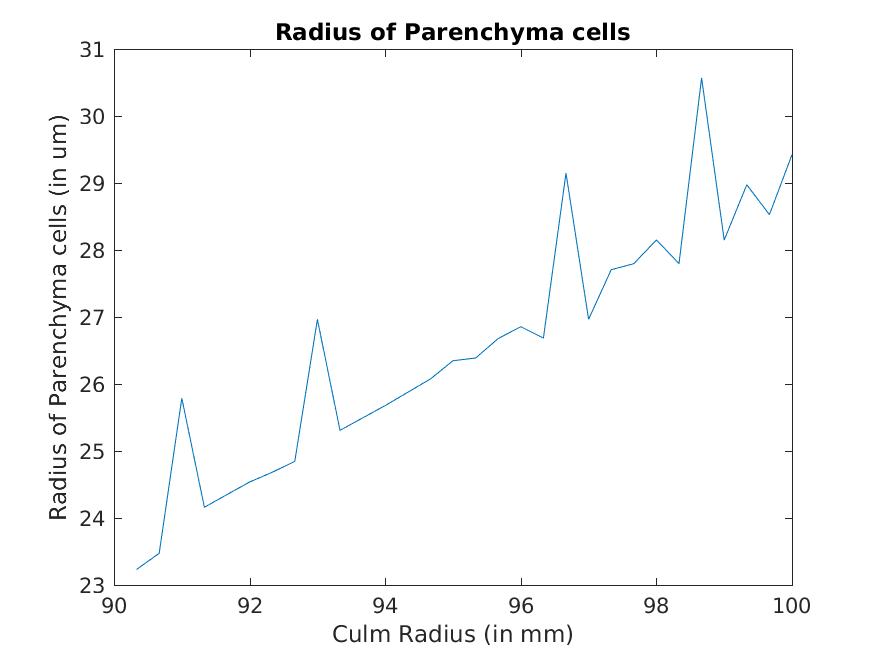 Radius of Parenchyma cells
Radius of Parenchyma cells (in um)
31
30
29
28
27
26
25
24
23
90 92 94 96 98 100
Culm Radius (in mm)